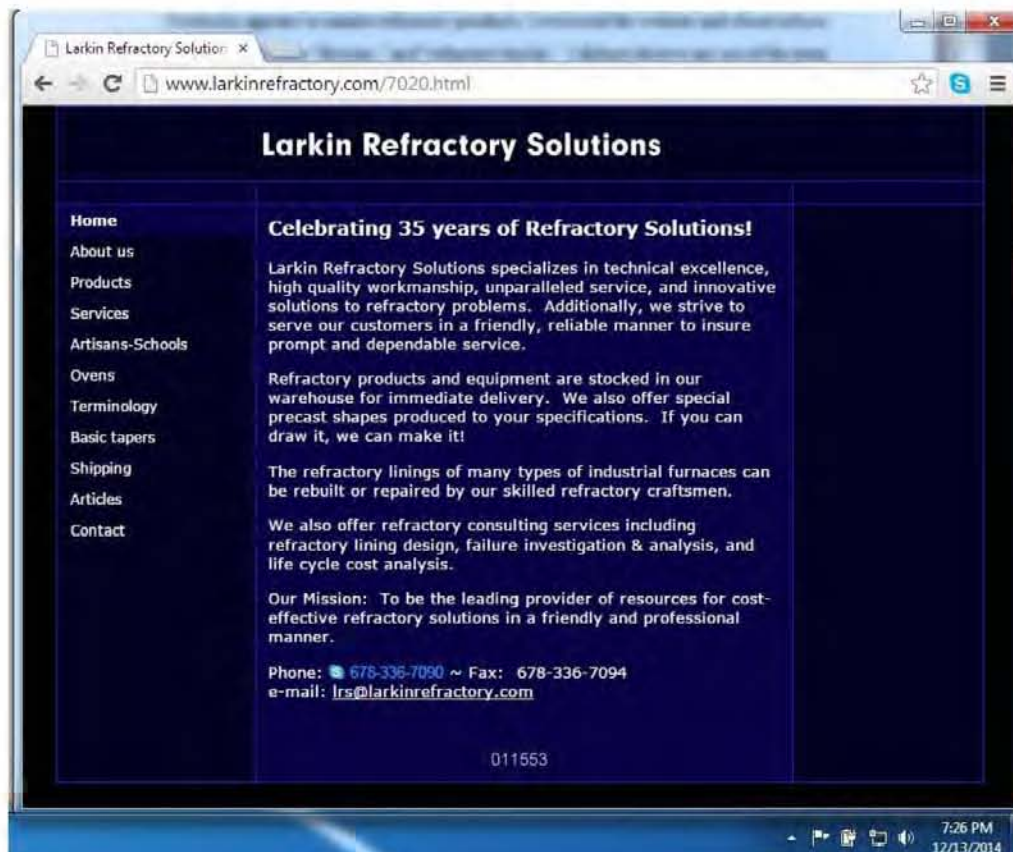 Larkin Refractory Solution
www.larkinrefractory.com/7020.html
Larkin Refractory Solutions
Home
About us
Products
Services
Artisans-Schools
Ovens
Terminology
Basic tapers
Shipping
Articles
Contact
Celebrating 35 years of Refractory Solutions!
Larkin Refractory Solutions specializes in technical excellence,
high quality workmanship, unparalleled service, and innovative
solutions to refractory problems.  Additionally, we strive to
serve our customers in a friendly, reliable manner to insure
prompt and dependable service.
Refractory products and equipment are stocked in our
warehouse for immediate delivery.  We also offer special
precast shapes produced to your specifications.  If you can
draw it, we can make it!
The refractory linings of many types of industrial furnaces can
be rebuilt or repaired by our skilled refractory craftsmen.
We also offer refractory consulting services including
refractory lining design, failure investigation & analysis, and
life cycle cost analysis.
Our Mission:  To be the leading provider of resources for cost-
effective refractory solutions in a friendly and professional
manner.
Phone: 678-336-7090 ~ Fax:  678-336-7094
e-mail: lrs@larkinrefractory.com
011553
7:26 PM
12/13/2014